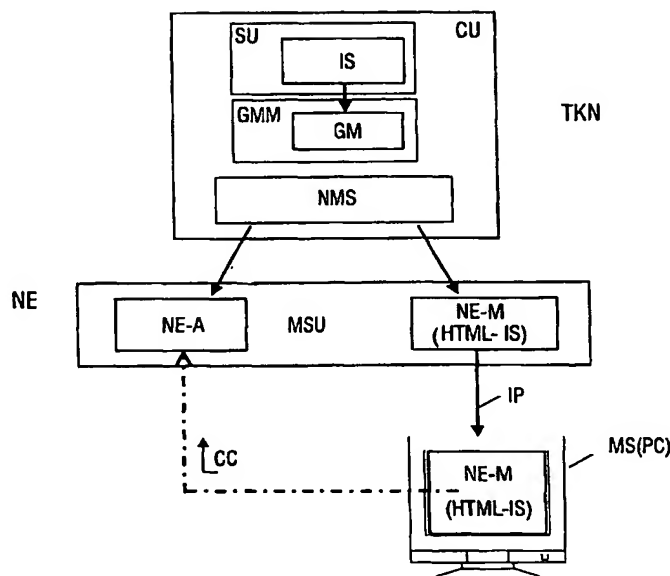 SU
CU
IS
GMM
GM
TKN
NMS
NE
NE-A
MSU
NE-M
(HTML- IS)
IP
MS(PC)
CC
NE-M
(HTML-IS)